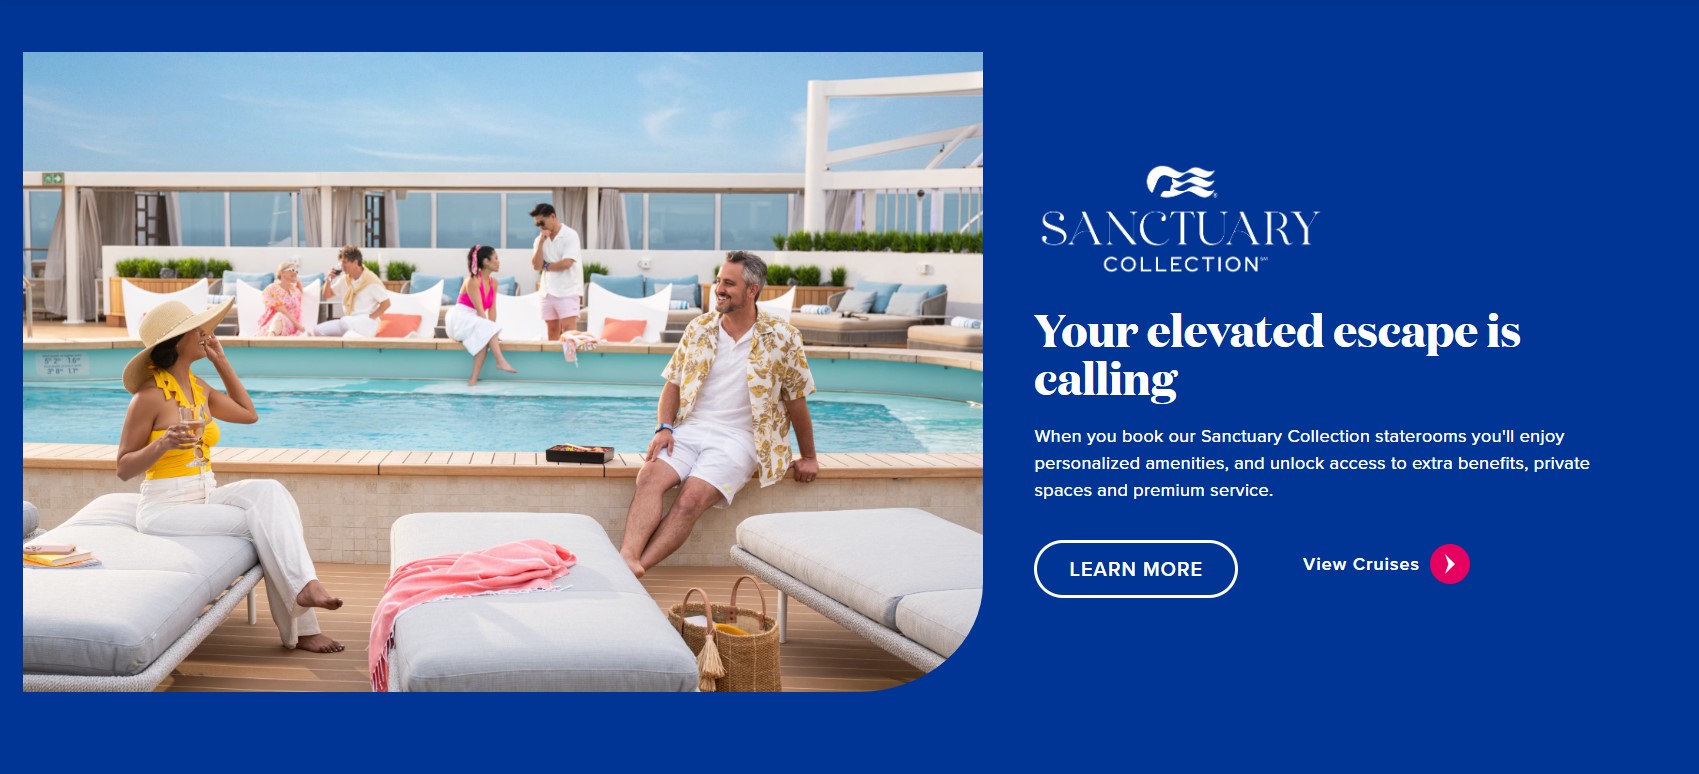 SANCTUARY
COLLECTION℠
Your elevated escape is
calling
When you book our Sanctuary Collection staterooms you'll enjoy
personalized amenities, and unlock access to extra benefits, private
spaces and premium service.
LEARN MORE
View Cruises